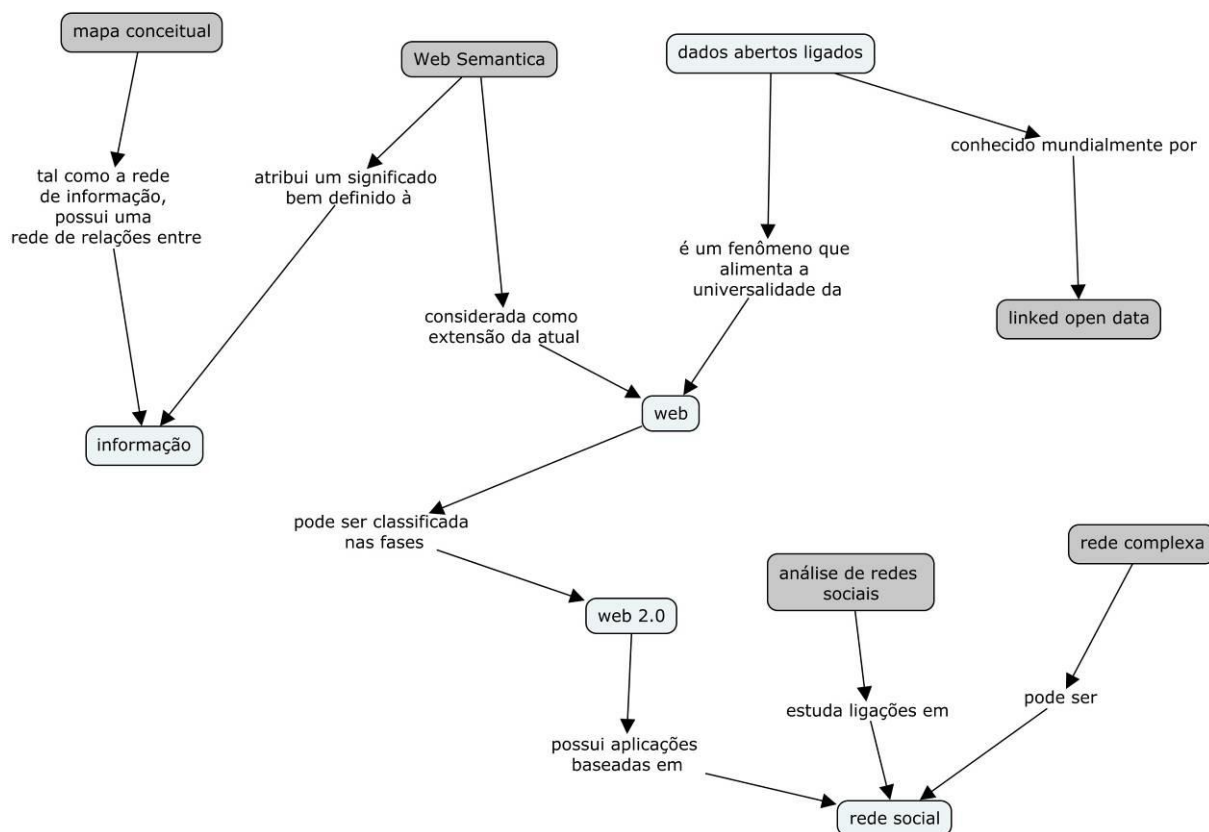 mapa conceitual
Web Semantica
dados abertos ligados
conhecido mundialmente por
tal como a rede
de informação,
possui uma
rede de relações entre
atribui um significado
bem definido à
é um fenômeno que
alimenta a
universalidade da
considerada como
extensão da atual
linked open data
web
informação
pode ser classificada
nas fases
rede complexa
análise de redes
sociais
web 2.0
pode ser
estuda ligações em
possui aplicações
baseadas em
rede social